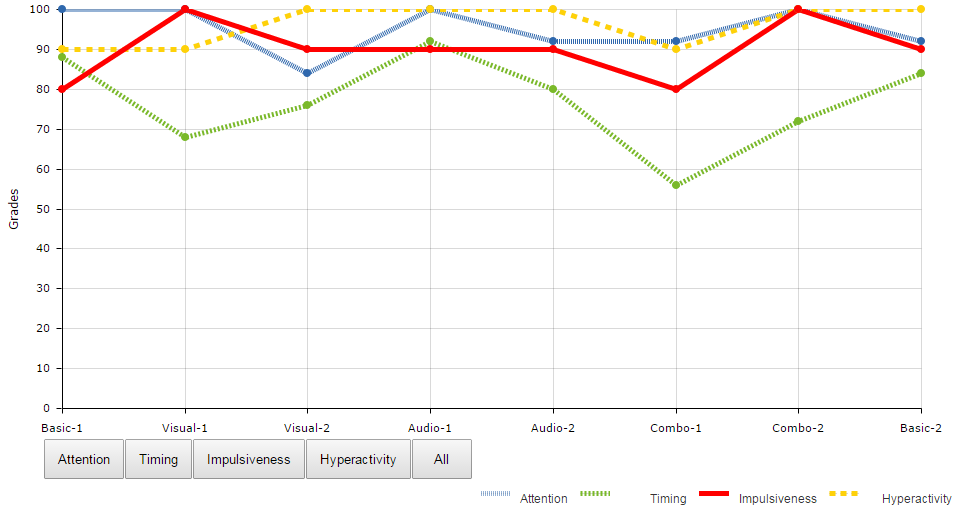 100
90
80
70
60
50
40
30
20
10
0
Grades
Basic-1 Visual-1 Visual-2 Audio-1 Audio-2 Combo-1 Combo-2 Basic-2
Attention Timing Impulsiveness Hyperactivity All
Attention Timing Impulsiveness Hyperactivity